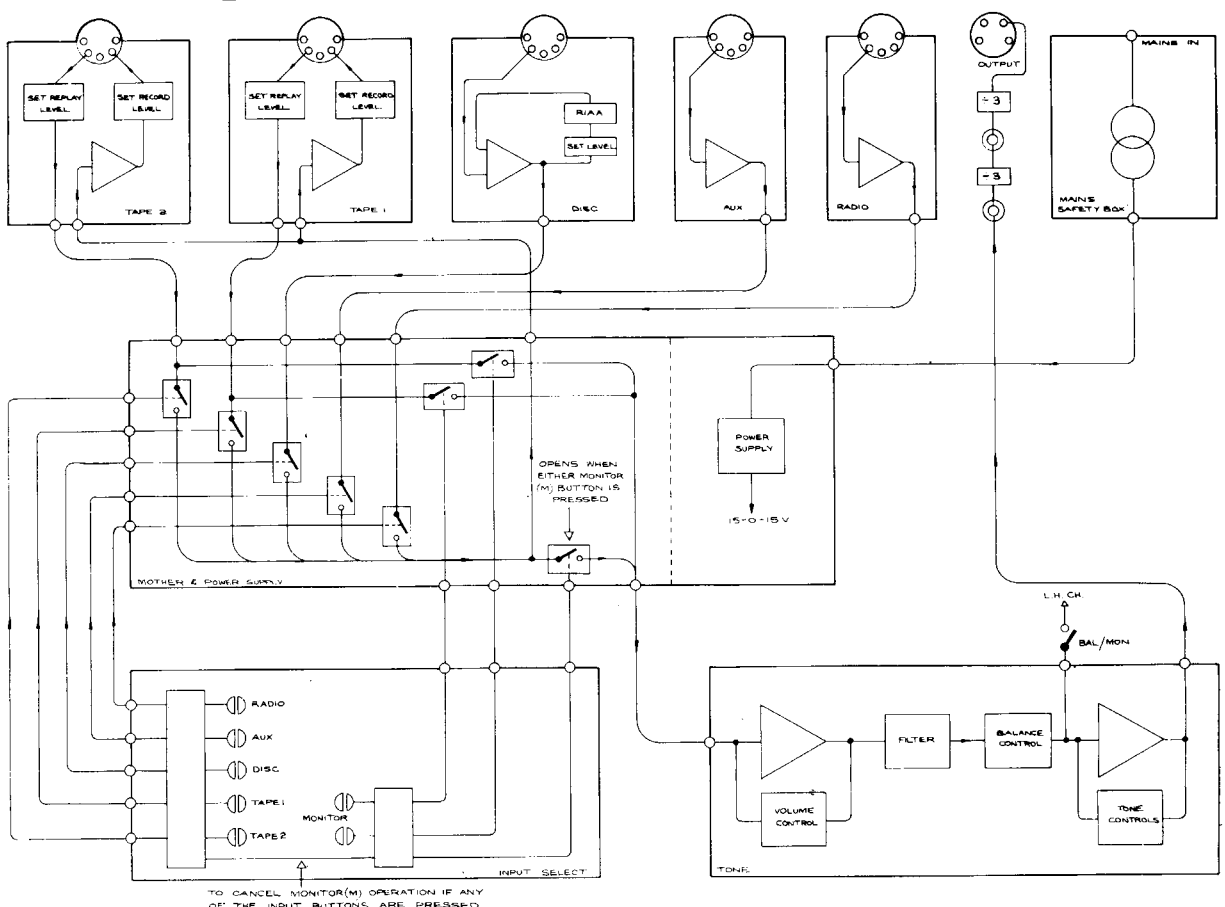 OUTPUT
MAINS IN
SET REPLAY
LEVEL
SET RECORD
LEVEL
TAPE 2
SET REPLAY
LEVEL
SET RECORD
LEVEL
TAPE 1
RIAA
SET LEVEL
DISC
AUX
RADIO
÷3
÷3
MAINS
SAFETY BOX
OPENS WHEN
EITHER MONITOR
(M) BUTTON IS
PRESSED
POWER
SUPPLY
15-0-15V
MOTHER & POWER SUPPLY
L.H. CH.
BAL/MON
RADIO
AUX
DISC
TAPE 1
TAPE 2
MONITOR
INPUT SELECT
FILTER
BALANCE
CONTROL
VOLUME
CONTROL
TONE
CONTROLS
TONE
TO CANCEL MONITOR(M) OPERATION IF ANY
OF THE INPUT BUTTONS ARE PRESSED